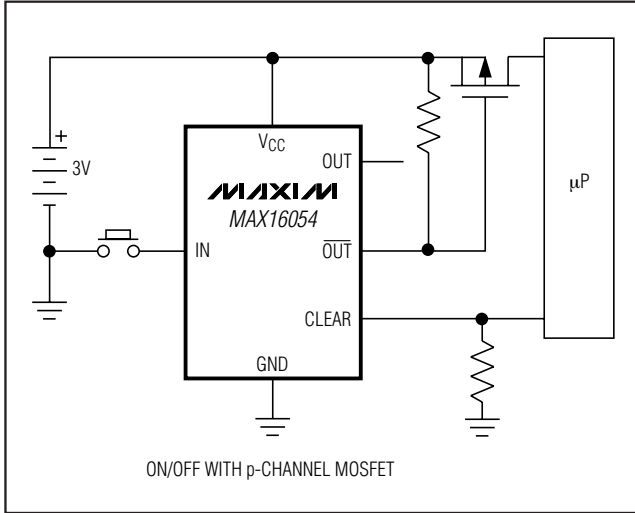 +
3V
VCC
MAXIM
MAX16054
OUT
IN
OUT
CLEAR
GND
µP
ON/OFF WITH p-CHANNEL MOSFET